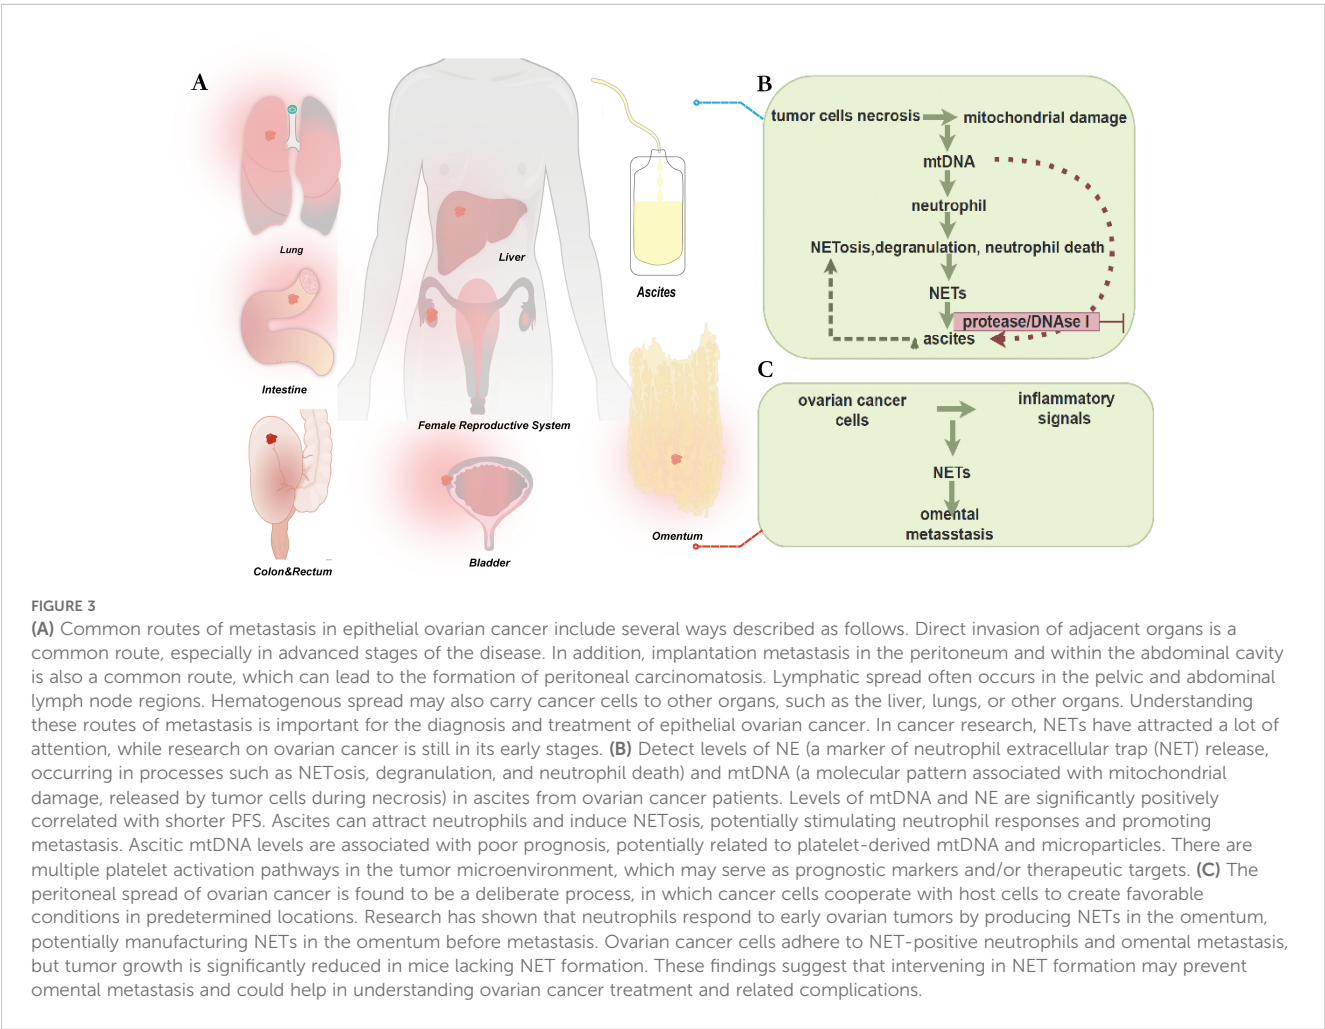 A
Lung
Intestine
Colon&Rectum
Liver
Female Reproductive System
Bladder
Ascites
Omentum
B
tumor cells necrosis
mitochondrial damage
mtDNA
neutrophil
NETosis,degranulation, neutrophil death
NETs
protease/DNAse I
ascites
C
ovarian cancer
cells
inflammatory
signals
NETs
omental
metasstasis
FIGURE 3
(A) Common routes of metastasis in epithelial ovarian cancer include several ways described as follows. Direct invasion of adjacent organs is a
common route, especially in advanced stages of the disease. In addition, implantation metastasis in the peritoneum and within the abdominal cavity
is also a common route, which can lead to the formation of peritoneal carcinomatosis. Lymphatic spread often occurs in the pelvic and abdominal
lymph node regions. Hematogenous spread may also carry cancer cells to other organs, such as the liver, lungs, or other organs. Understanding
these routes of metastasis is important for the diagnosis and treatment of epithelial ovarian cancer. In cancer research, NETs have attracted a lot of
attention, while research on ovarian cancer is still in its early stages. (B) Detect levels of NE (a marker of neutrophil extracellular trap (NET) release,
occurring in processes such as NETosis, degranulation, and neutrophil death) and mtDNA (a molecular pattern associated with mitochondrial
damage, released by tumor cells during necrosis) in ascites from ovarian cancer patients. Levels of mtDNA and NE are significantly positively
correlated with shorter PFS. Ascites can attract neutrophils and induce NETosis, potentially stimulating neutrophil responses and promoting
metastasis. Ascitic mtDNA levels are associated with poor prognosis, potentially related to platelet-derived mtDNA and microparticles. There are
multiple platelet activation pathways in the tumor microenvironment, which may serve as prognostic markers and/or therapeutic targets. (C) The
peritoneal spread of ovarian cancer is found to be a deliberate process, in which cancer cells cooperate with host cells to create favorable
conditions in predetermined locations. Research has shown that neutrophils respond to early ovarian tumors by producing NETs in the omentum,
potentially manufacturing NETs in the omentum before metastasis. Ovarian cancer cells adhere to NET-positive neutrophils and omental metastasis,
but tumor growth is significantly reduced in mice lacking NET formation. These findings suggest that intervening in NET formation may prevent
omental metastasis and could help in understanding ovarian cancer treatment and related complications.